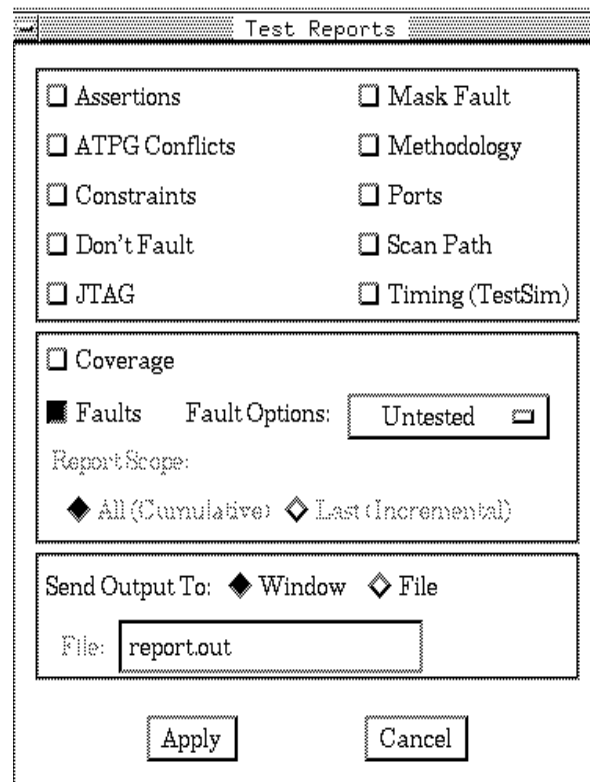 Test Reports
Assertions Mask Fault
ATPG Conflicts Methodology
Constraints Ports
Don't Fault Scan Path
JTAG Timing (TestSim)
Coverage
Faults Fault Options: Untested
Report Scope:
All (Cumulative) Last (Incremental)
Send Output To: Window File
File: report.out
Apply Cancel